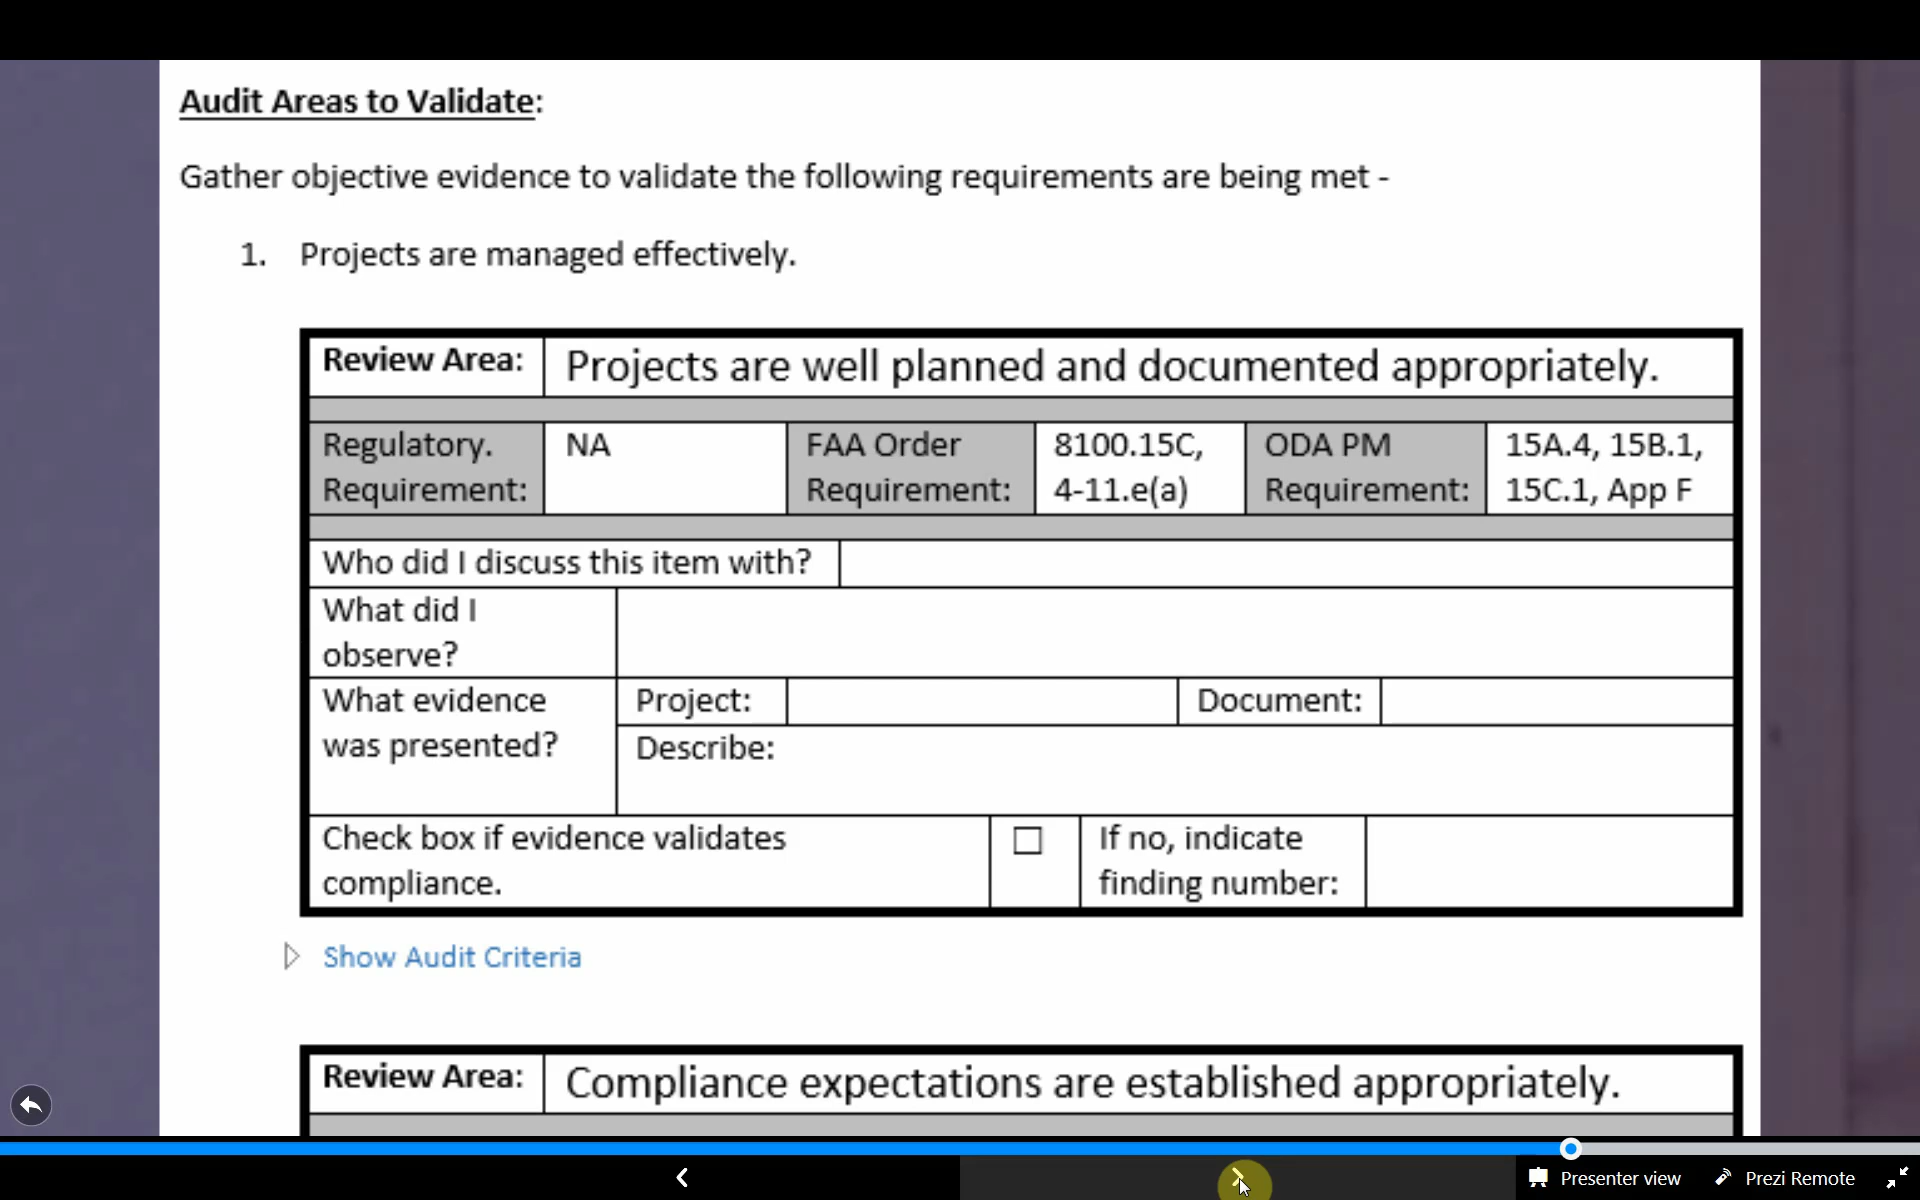 Audit Areas to Validate:
Gather objective evidence to validate the following requirements are being met -
1. Projects are managed effectively.
Review Area: Projects are well planned and documented appropriately.
Regulatory. Requirement: NA FAA Order Requirement: 8100.15C, 4-11.e(a) ODA PM Requirement: 15A.4, 15B.1, 15C.1, App F
Who did I discuss this item with?
What did I
observe?
What evidence
was presented?
Project: Document:
Describe:
Check box if evidence validates
compliance.
☐
If no, indicate
finding number:
Show Audit Criteria
Review Area: Compliance expectations are established appropriately.
Presenter view Prezi Remote